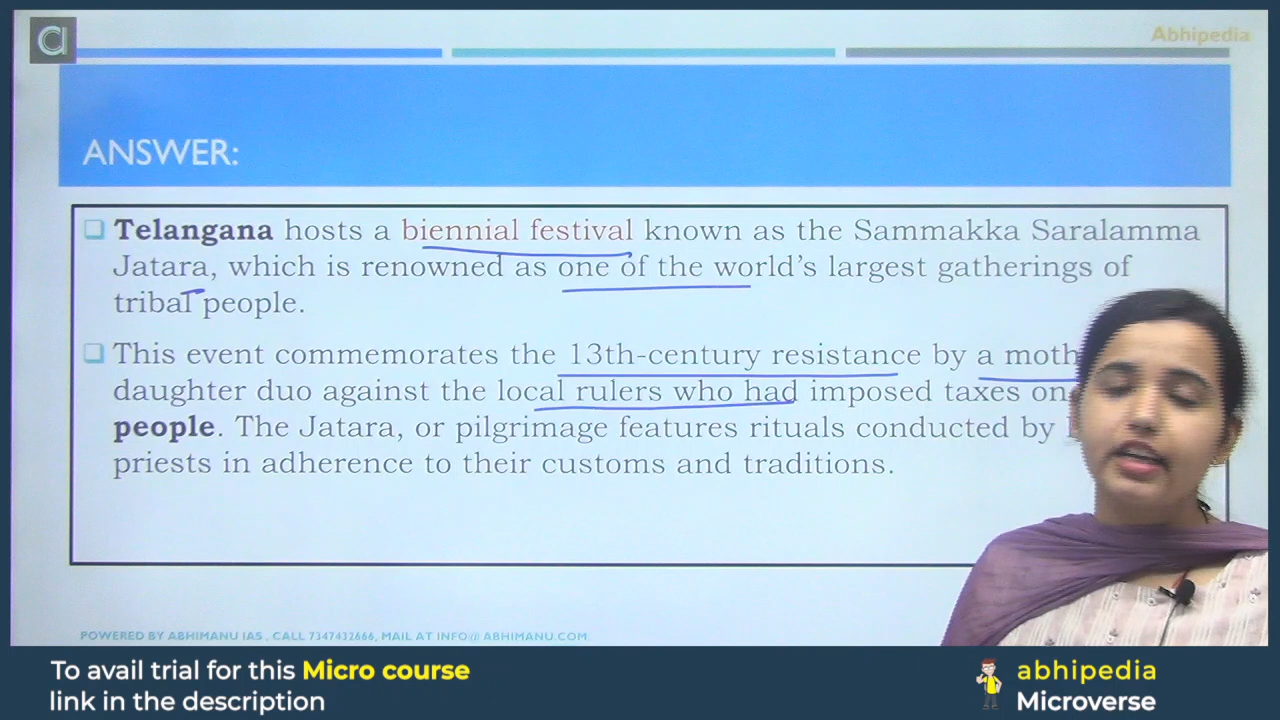 Abhipedia
ANSWER:
Telangana hosts a biennial festival known as the Sammakka Saralamma
Jatara, which is renowned as one of the world's largest gatherings of
tribal people.
This event commemorates the 13th-century resistance by a
daughter duo against the local rulers who had imposed taxes on
people. The Jatara, or pilgrimage features rituals conducted by
priests in adherence to their customs and traditions.
POWERED BY ABHIMANU IAS , CALL 7347432666, MAIL AT INFO@ ABHIMANU.COM
To avail trial for this Micro course
link in the description
abhipedia
Microverse